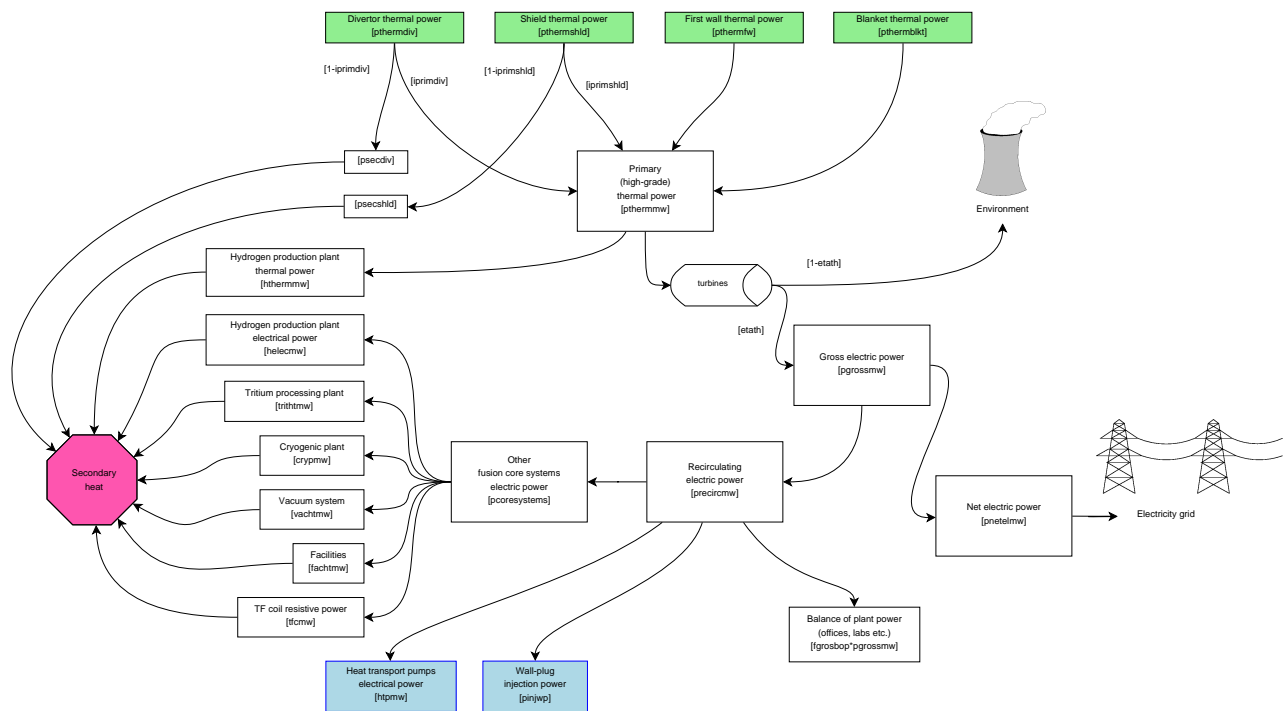 Divertor thermal power
[pthermdiv]
Shield thermal power
[pthermshld]
First wall thermal power
[pthermfw]
Blanket thermal power
[pthermblkt]
[1-iprimdiv]
[iprimdiv]
[1-iprimshld]
[iprimshld]
[psecdiv]
[psecshld]
Primary
(high-grade)
thermal power
[pthermmw]
Environment
Hydrogen production plant
thermal power
[hthermmw]
turbines
[1-etath]
[etath]
Hydrogen production plant
electrical power
[helecmw]
Gross electric power
[pgrossmw]
Tritium processing plant
[trithtmw]
Cryogenic plant
[crypmw]
Secondary
heat
Other
fusion core systems
electric power
[pcoresystems]
Recirculating
electric power
[precircmw]
Vacuum system
[vachtmw]
Net electric power
[pnetelmw]
Electricity grid
Facilities
[fachtmw]
TF coil resistive power
[tfcmw]
Balance of plant power
(offices, labs etc.)
[fgrosbop*pgrossmw]
Heat transport pumps
electrical power
[htpmw]
Wall-plug
injection power
[pinjwp]